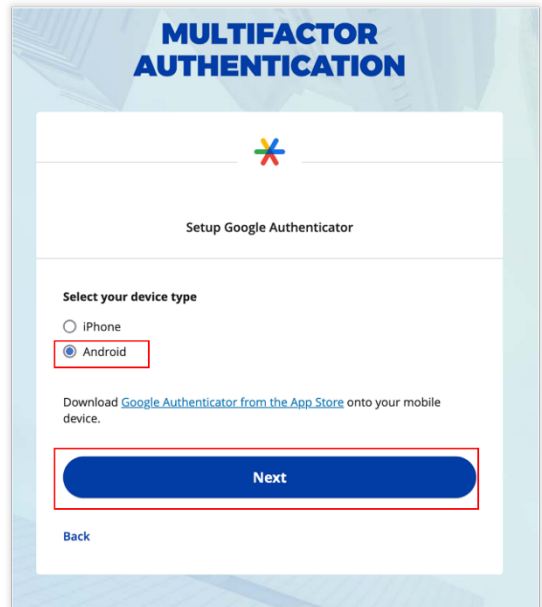 MULTIFACTOR
AUTHENTICATION
Setup Google Authenticator
Select your device type
iPhone
Android
Download Google Authenticator from the App Store onto your mobile
device.
Next
Back